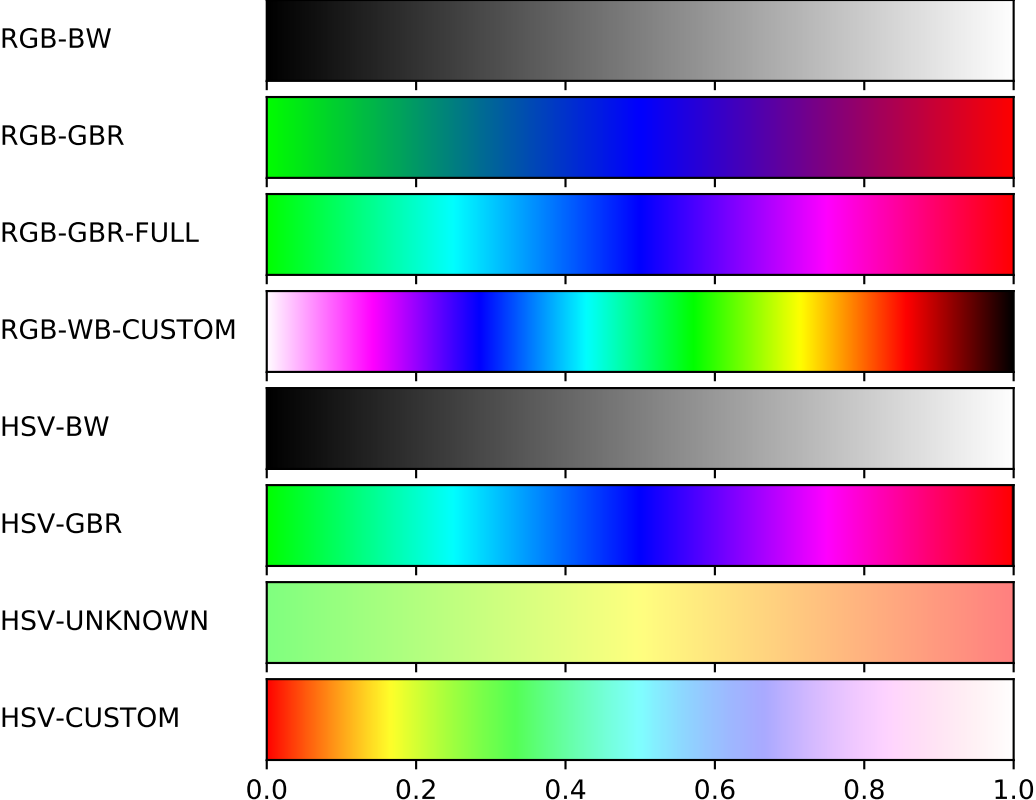 RGB-BW
RGB-GBR
RGB-GBR-FULL
RGB-WB-CUSTOM
HSV-BW
HSV-GBR
HSV-UNKNOWN
HSV-CUSTOM
0.0 0.2 0.4 0.6 0.8 1.0